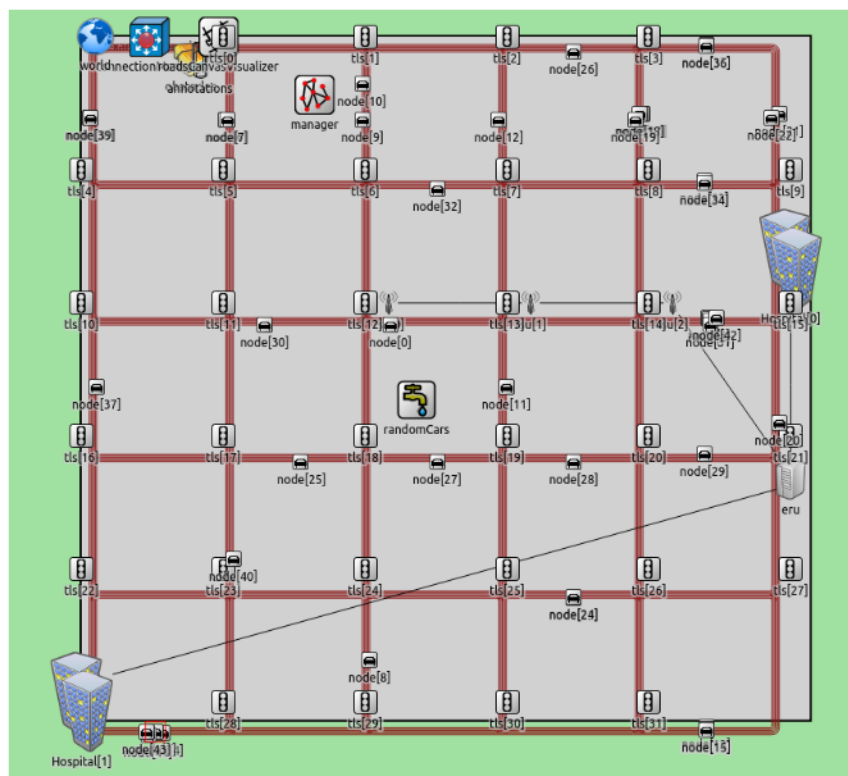 world
tls[0]
tls[1]
tls[2]
tls[3]
annotations
node[26]
node[36]
manager
node[10]
node[39]
node[7]
node[9]
node[12]
node[19]
node[22]
tls[4]
tls[5]
tls[6]
tls[7]
tls[8]
tls[9]
node[32]
node[34]
tls[10]
tls[11]
tls[12]
tls[13]
tls[14]
tls[15]
node[30]
node[0]
node[37]
node[11]
randomCars
node[20]
tls[16]
tls[17]
tls[18]
tls[19]
tls[20]
tls[21]
node[25]
node[27]
node[28]
node[29]
eru
tls[22]
node[40]
tls[23]
tls[24]
tls[25]
tls[26]
tls[27]
node[24]
node[8]
tls[28]
tls[29]
tls[30]
tls[31]
node[43]
Hospital[1]